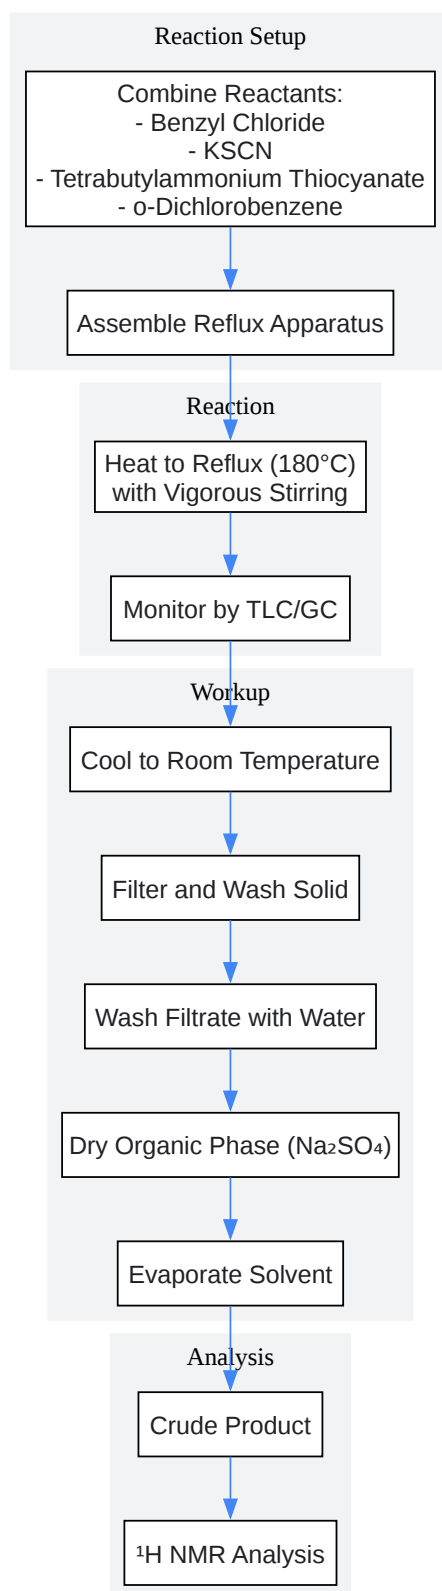 Reaction Setup
Combine Reactants:
- Benzyl Chloride
- KSCN
- Tetrabutylammonium Thiocyanate
- o-Dichlorobenzene
Assemble Reflux Apparatus
Reaction
Heat to Reflux (180°C)
with Vigorous Stirring
Monitor by TLC/GC
Workup
Cool to Room Temperature
Filter and Wash Solid
Wash Filtrate with Water
Dry Organic Phase (Na₂SO₄)
Evaporate Solvent
Analysis
Crude Product
¹H NMR Analysis